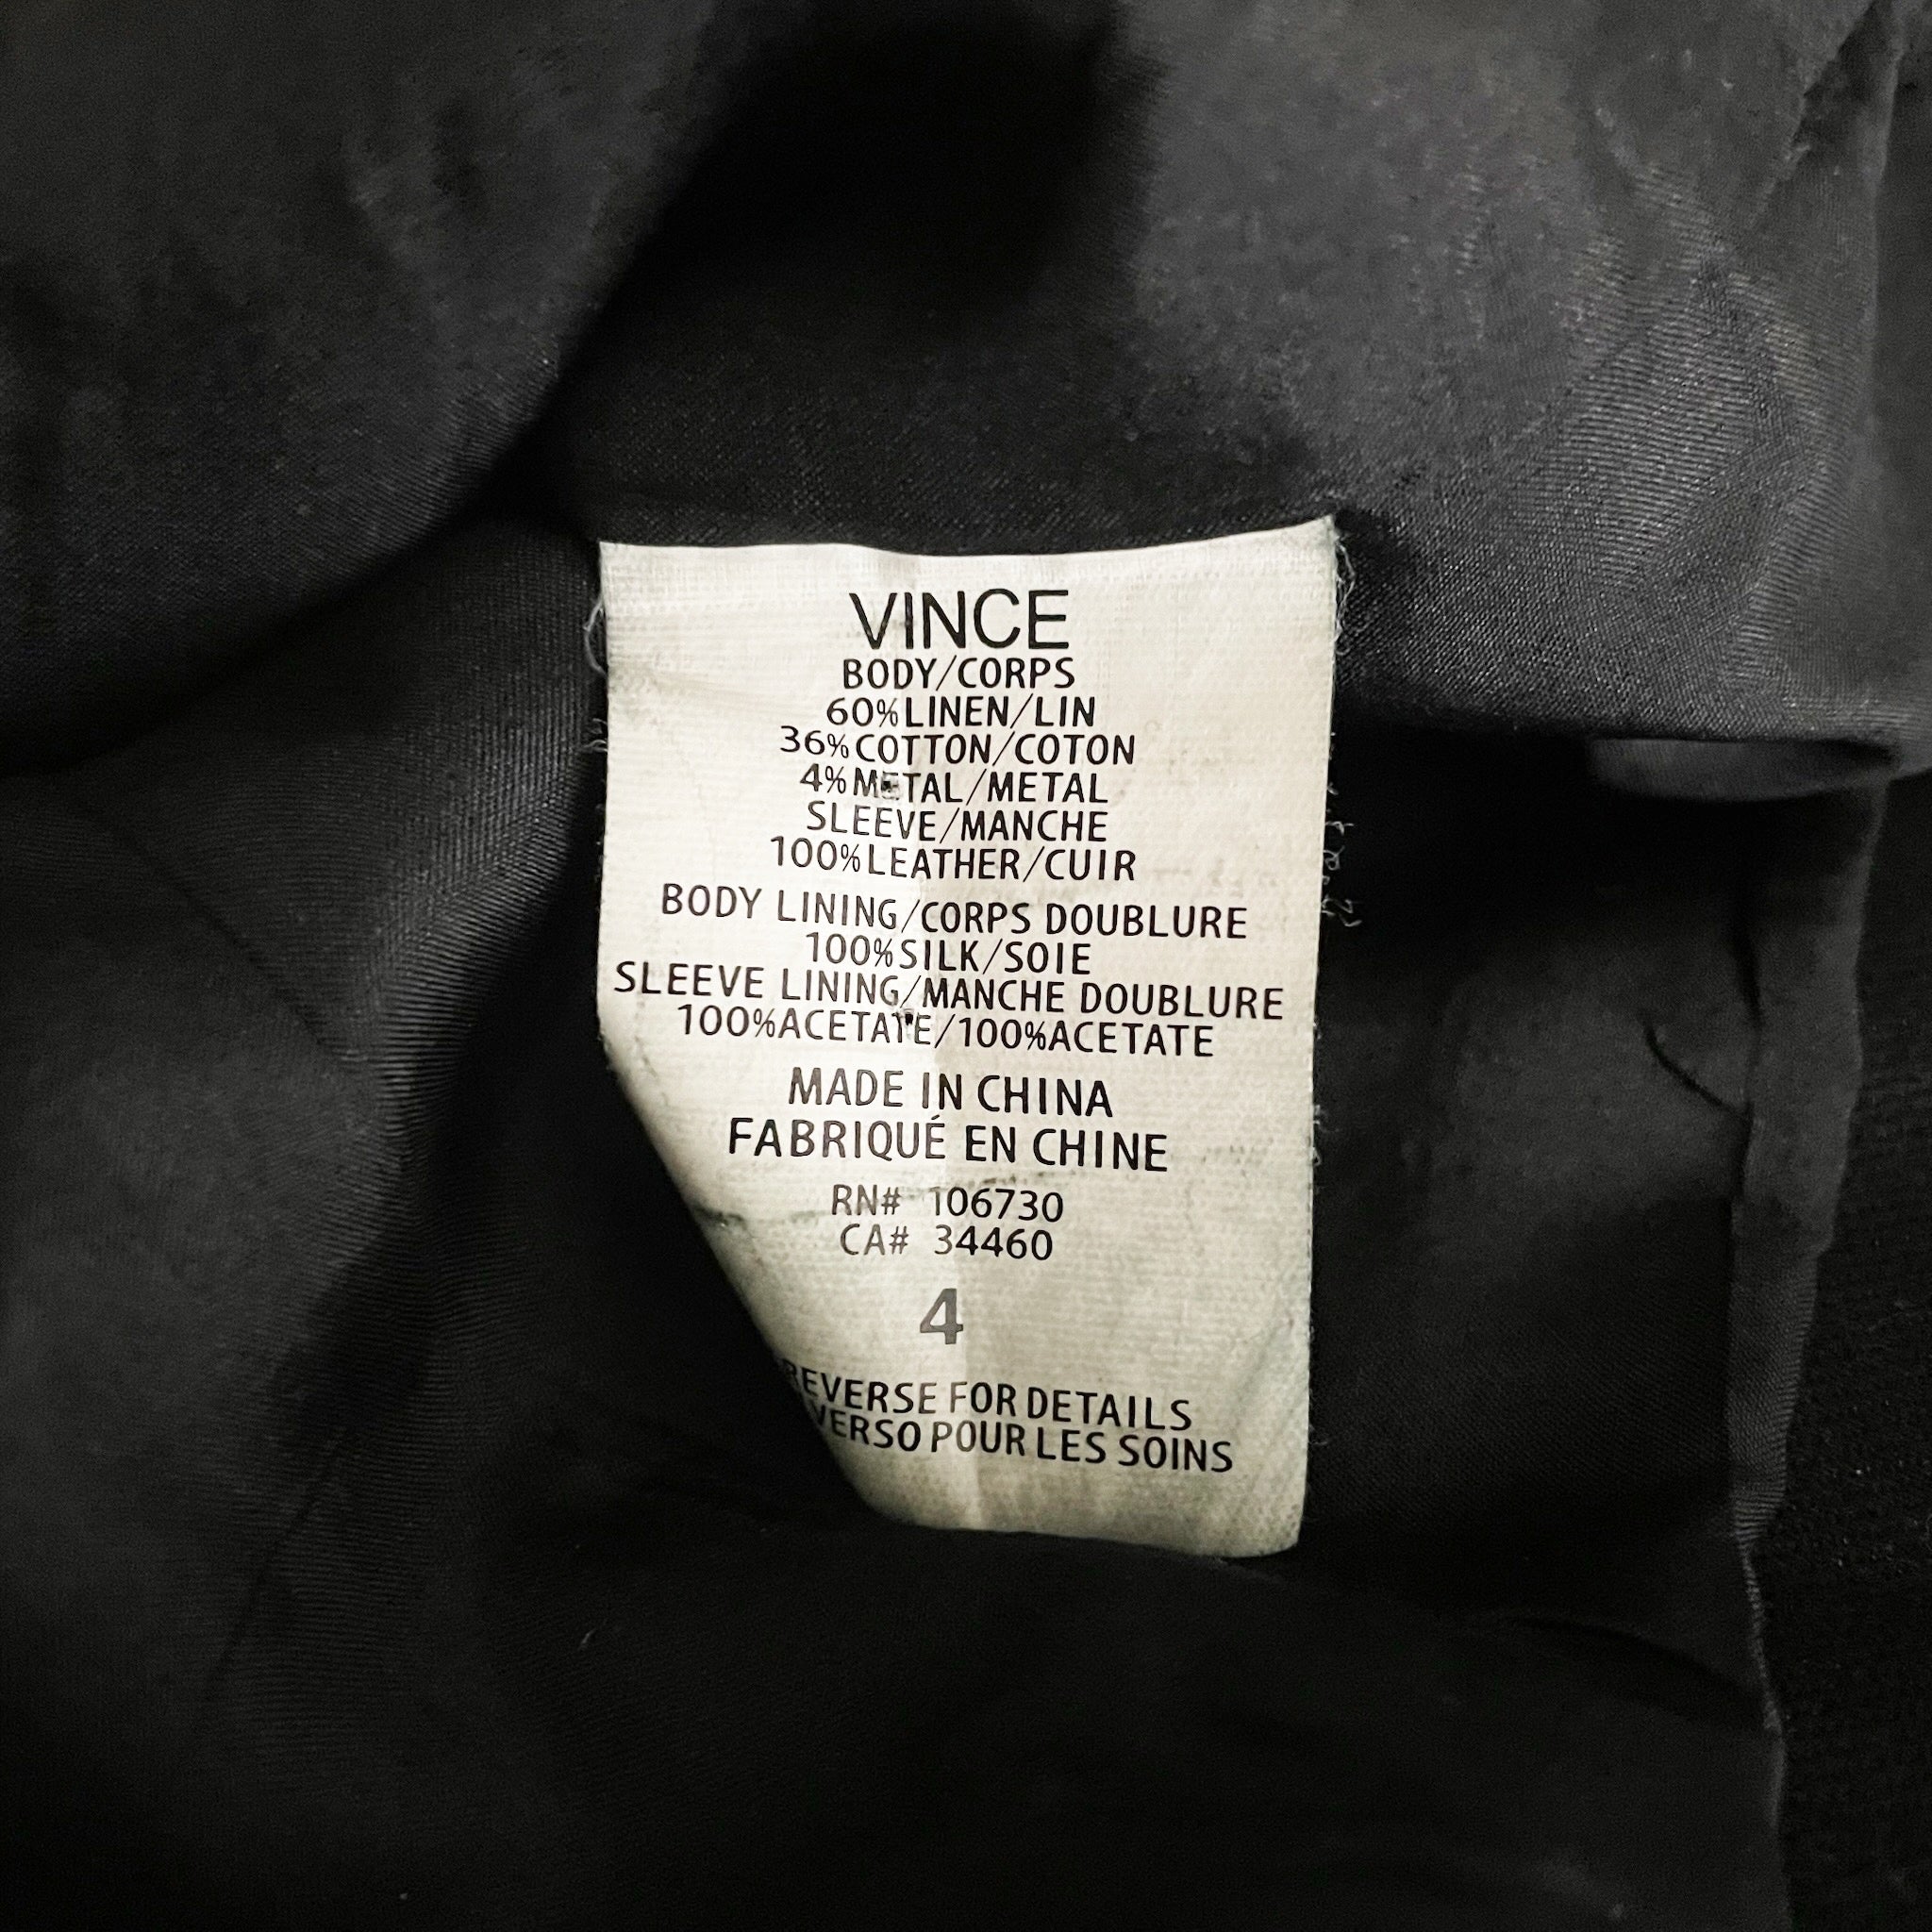 VINCE
BODY/CORPS
60%LINEN/LIN
36%COTTON/COTON
4%METAL/METAL
SLEEVE/MANCHE
100%LEATHER/CUIR
BODY LINING/CORPS DOUBLURE
100%SILK/SOIE
SLEEVE LINING/MANCHE DOUBLURE
100%ACETATE/100%ACETATE
MADE IN CHINA
FABRIQUÉ EN CHINE
RN# 106730
CA# 34460
4
REVERSE FOR DETAILS
VERSO POUR LES SOINS